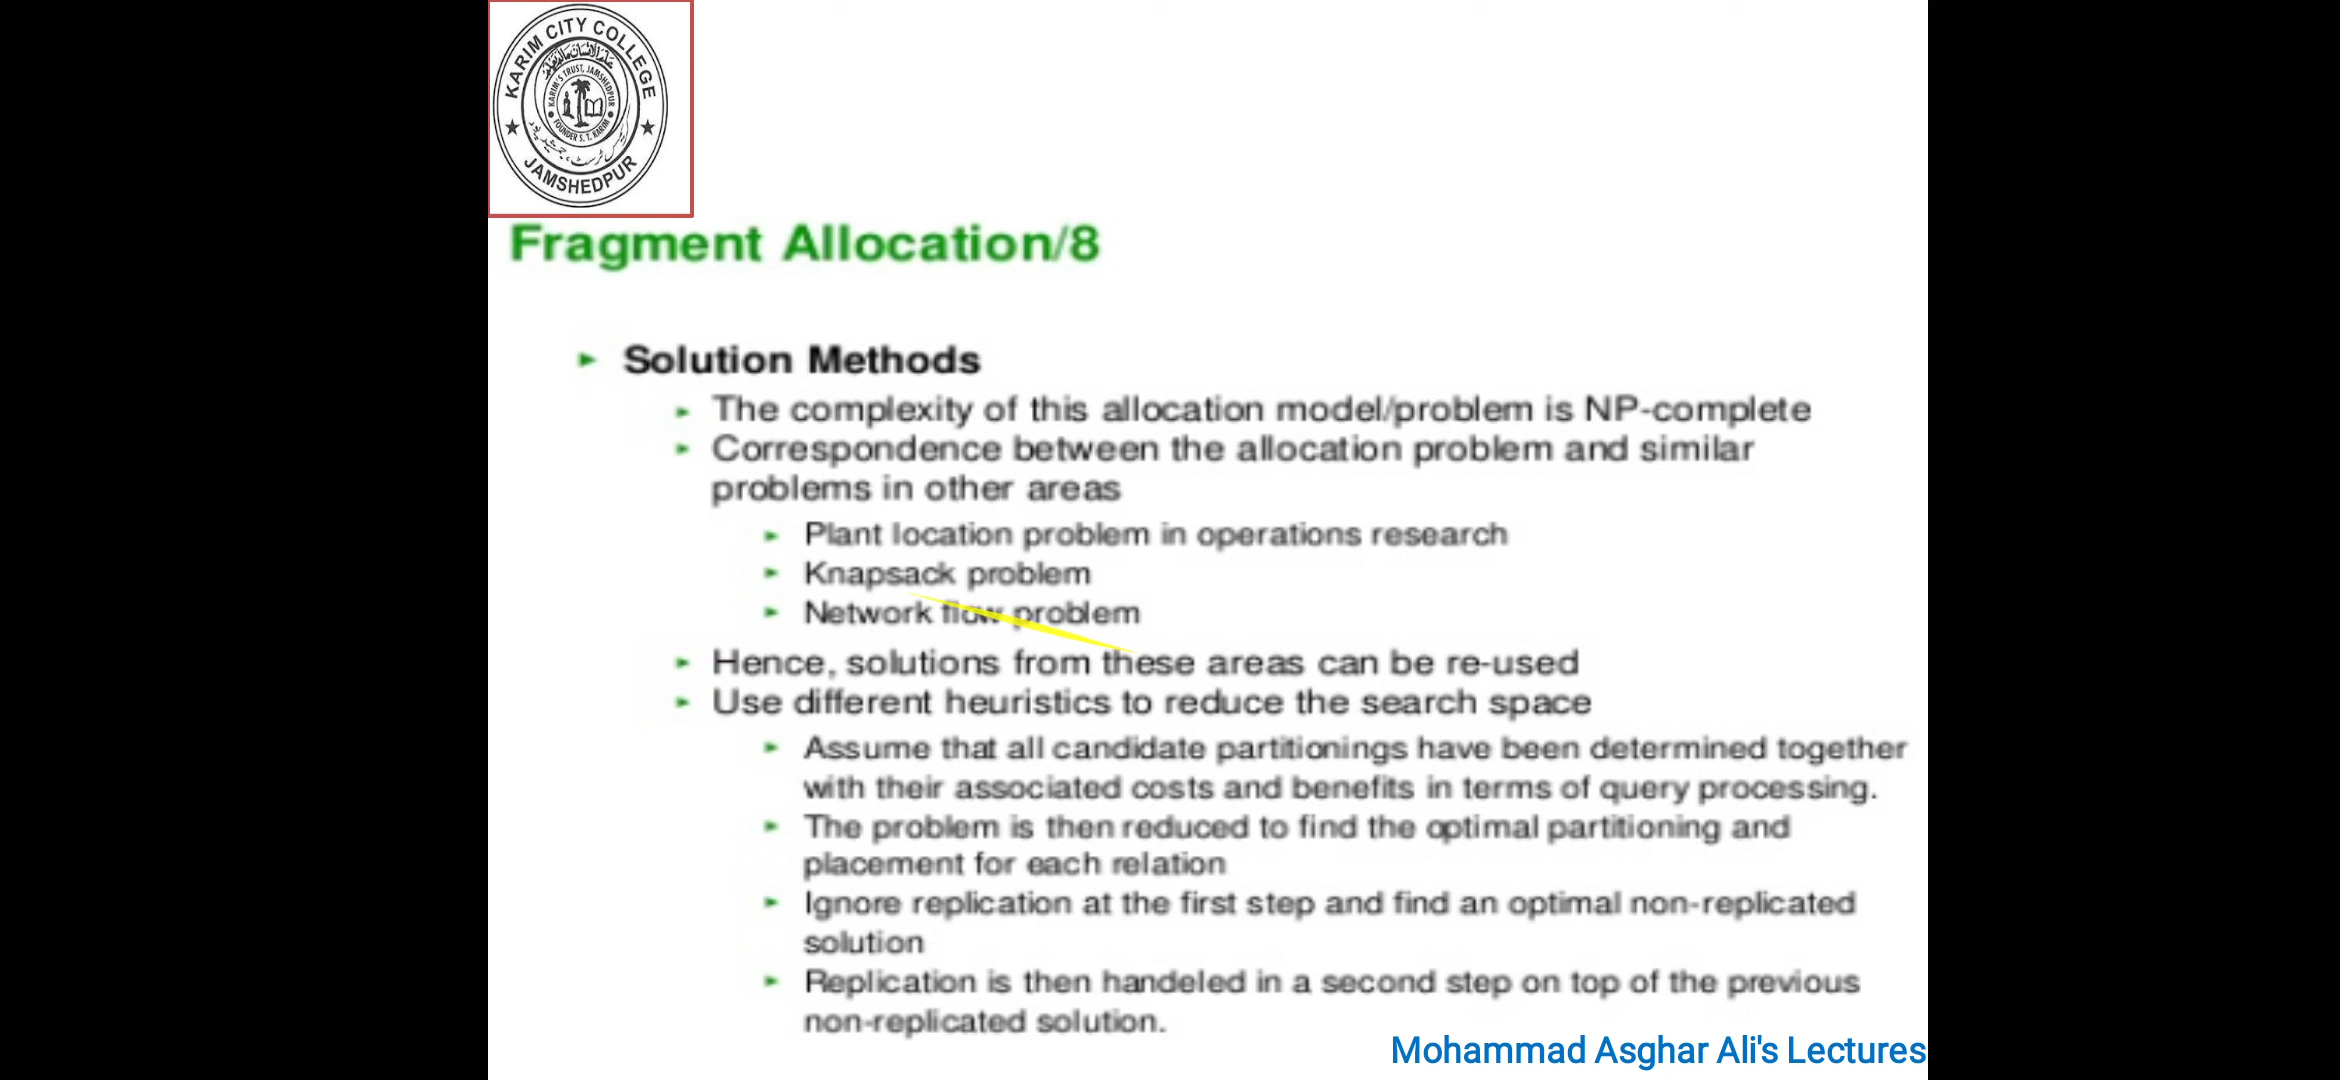 KARIM CITY COLLEGE
KARIM'S TRUST, JAMSHEDPUR
FOUNDER S. T. KARIM
JAMSHEDPUR
Fragment Allocation/8
Solution Methods
The complexity of this allocation model/problem is NP-complete
Correspondence between the allocation problem and similar
problems in other areas
Plant location problem in operations research
Knapsack problem
Network flow problem
Hence, solutions from these areas can be re-used
Use different heuristics to reduce the search space
Assume that all candidate partitionings have been determined together
with their associated costs and benefits in terms of query processing.
The problem is then reduced to find the optimal partitioning and
placement for each relation
Ignore replication at the first step and find an optimal non-replicated
solution
Replication is then handeled in a second step on top of the previous
non-replicated solution.
Mohammad Asghar Ali's Lectures